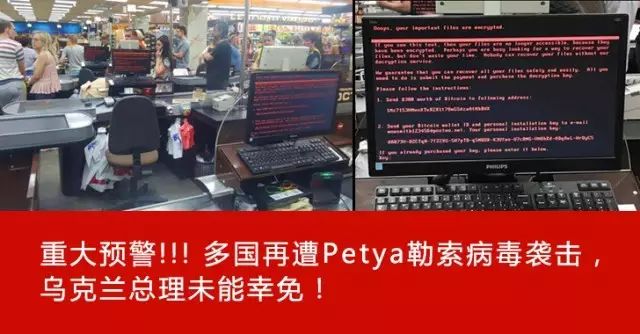 Ooops, your important files are encrypted.
If you see this text, then your files are no longer accessible, because they
have been encrypted. Perhaps you are busy looking for a way to recover your
files, but don't waste your time. Nobody can recover your files without our
decryption service.
We guarantee that you can recover all your files safely and easily. All you
need to do is submit the payment and purchase the decryption key.
Please follow the instructions:
1. Send $300 worth of Bitcoin to following address:
2. Send your Bitcoin wallet ID and personal installation key to e-mail
Your personal installation key:
If you already purchased your key, please enter it below.
Key:
PHILIPS
重大预警!!! 多国再遭Petya勒索病毒袭击，
乌克兰总理未能幸免！